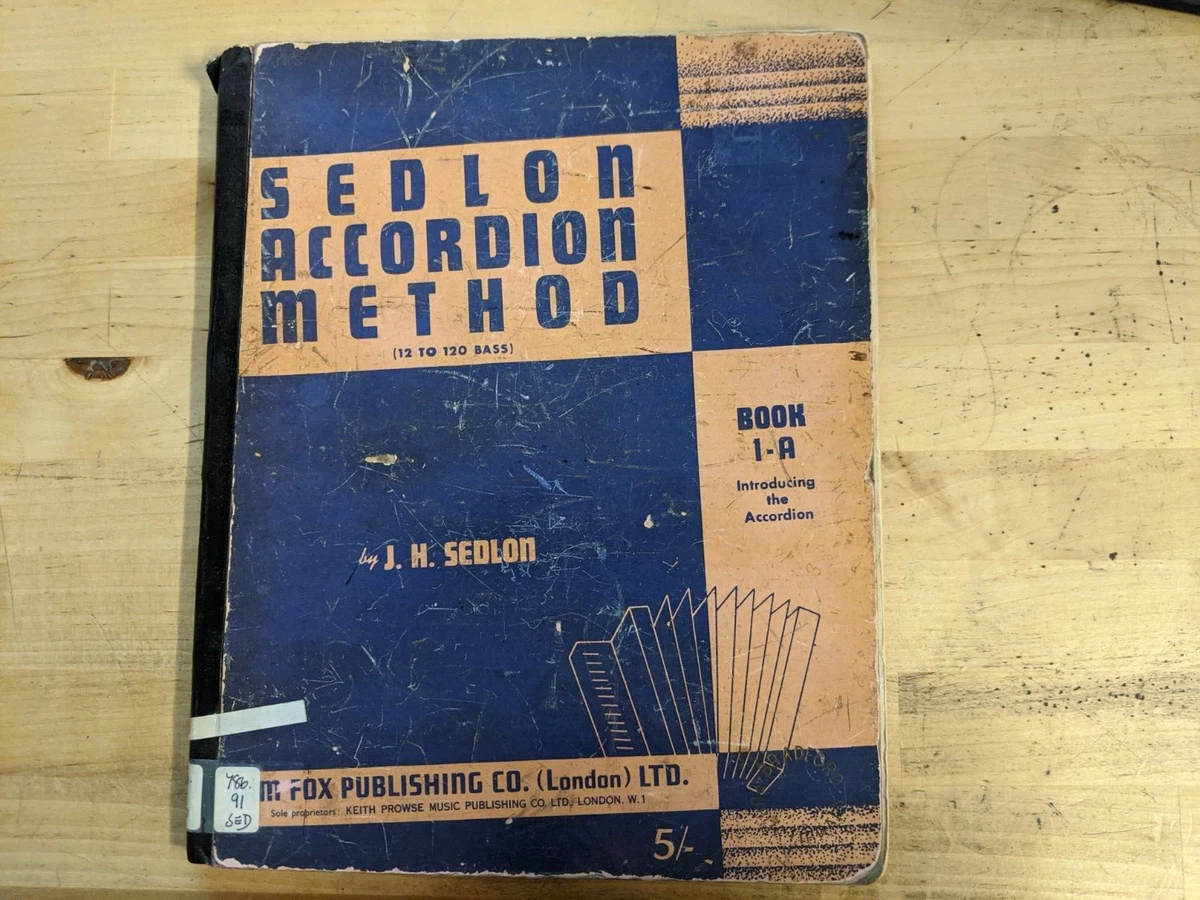 SEDLON
ACCORDION
METHOD
(12 TO 120 BASS)
BOOK
1-A
Introducing
the
Accordion
by J. H. SEDLON
M FOX PUBLISHING CO. (London) LTD.
Sole proprietors: KEITH PROWSE MUSIC PUBLISHING CO. LTD., LONDON. W.1
786.
91
SED
5/-